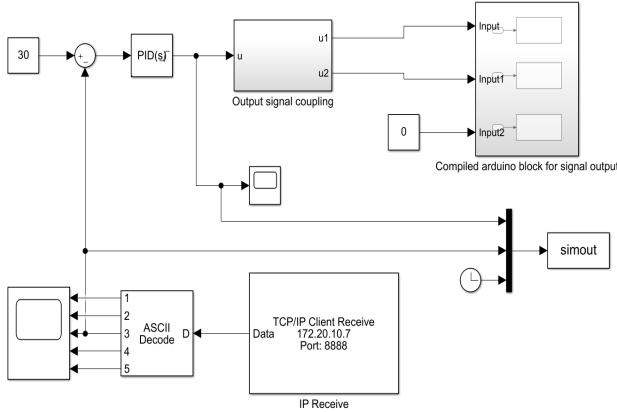 30
+
−
PID(s)
u
u1
u2
Output signal coupling
Input
Input1
Input2
0
Compiled arduino block for signal output
simout
1
2
3
4
5
ASCII
Decode
D
Data
TCP/IP Client Receive
172.20.10.7
Port: 8888
IP Receive